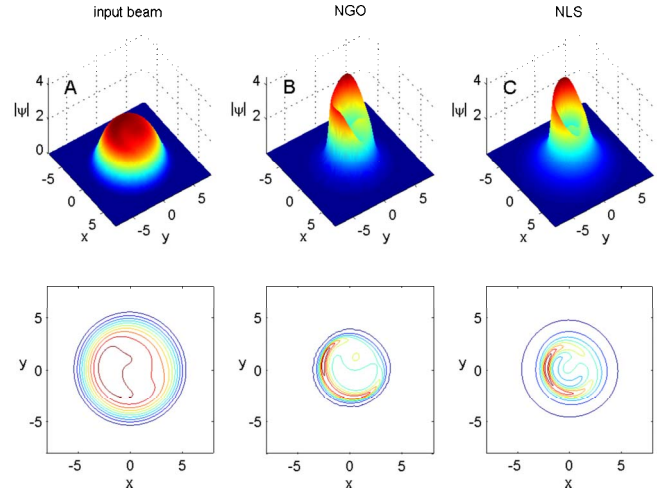 input beam NGO NLS
A B C
4 4 4
|ψ| |ψ| |ψ|
2 2 2
0 0 0
-5 0 5 -5 0 5 -5 0 5
-5 0 5 -5 0 5 -5 0 5
x y x y x y
5 5 5
y 0 y 0 y 0
-5 -5 -5
-5 0 5 -5 0 5 -5 0 5
x x x